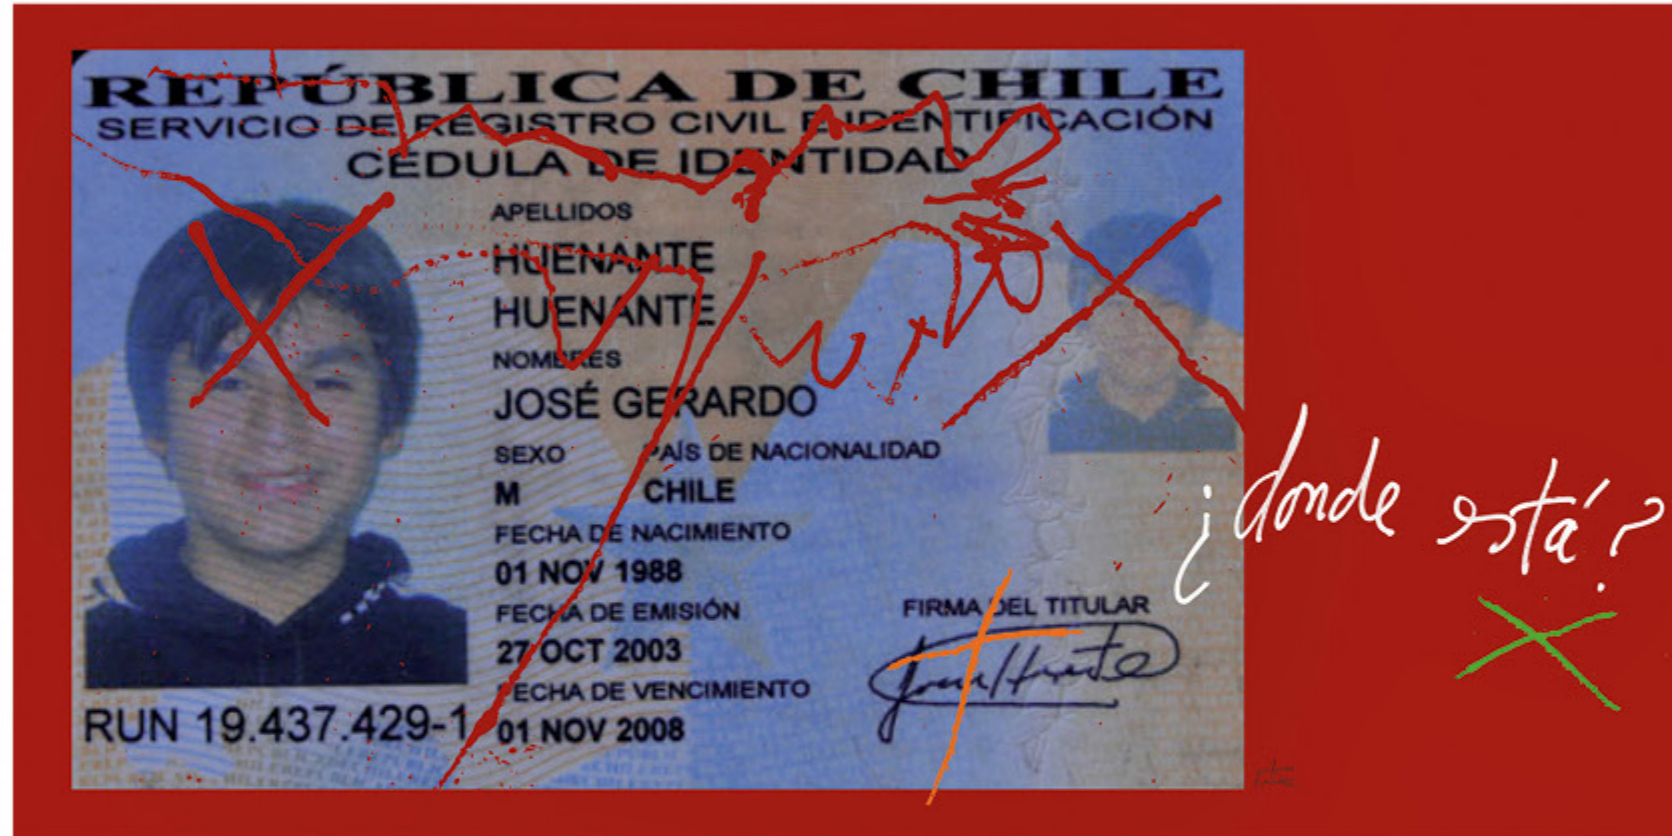 REPÚBLICA DE CHILE
SERVICIO DE REGISTRO CIVIL E IDENTIFICACIÓN
CÉDULA DE IDENTIDAD
APELLIDOS
HUENANTE
HUENANTE
NOMBRES
JOSÉ GERARDO
SEXO PAÍS DE NACIONALIDAD
M CHILE
FECHA DE NACIMIENTO
01 NOV 1988
FECHA DE EMISIÓN
27 OCT 2003
FECHA DE VENCIMIENTO
01 NOV 2008
RUN 19.437.429-1
FIRMA DEL TITULAR
¿donde está?